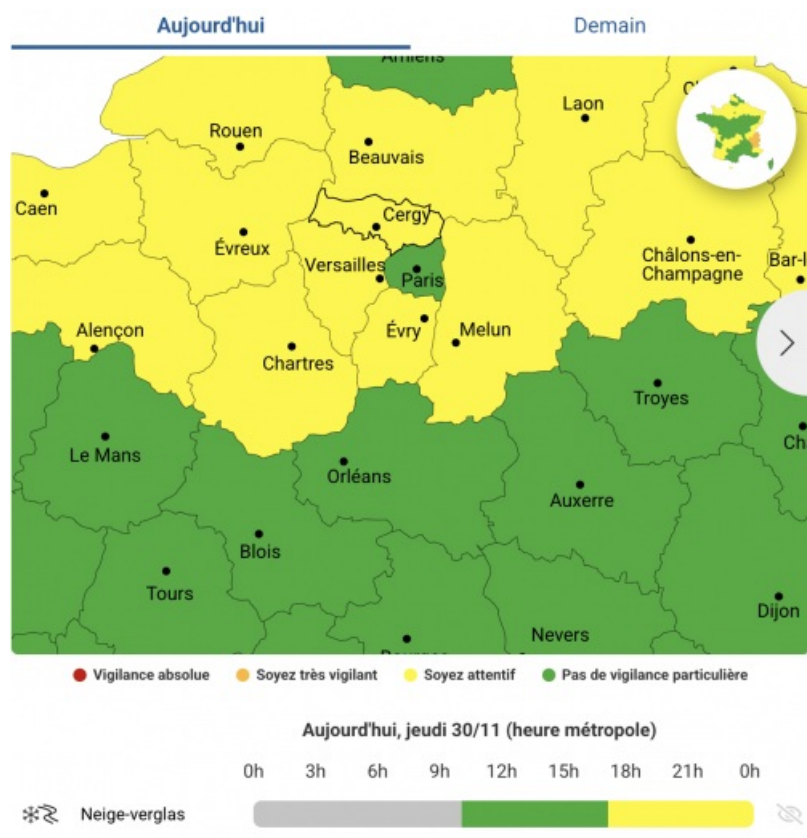 Aujourd'hui
Demain
Amiens
Laon
Rouen
Beauvais
Caen
Cergy
Évreux
Versailles
Paris
Châlons-en-
Champagne
Bar-l
Alençon
Évry
Melun
Chartres
Troyes
Le Mans
Ch
Orléans
Auxerre
Blois
Tours
Dijon
Nevers
Vigilance absolue
Soyez très vigilant
Soyez attentif
Pas de vigilance particulière
Aujourd'hui, jeudi 30/11 (heure métropole)
0h 3h 6h 9h 12h 15h 18h 21h 0h
Neige-verglas